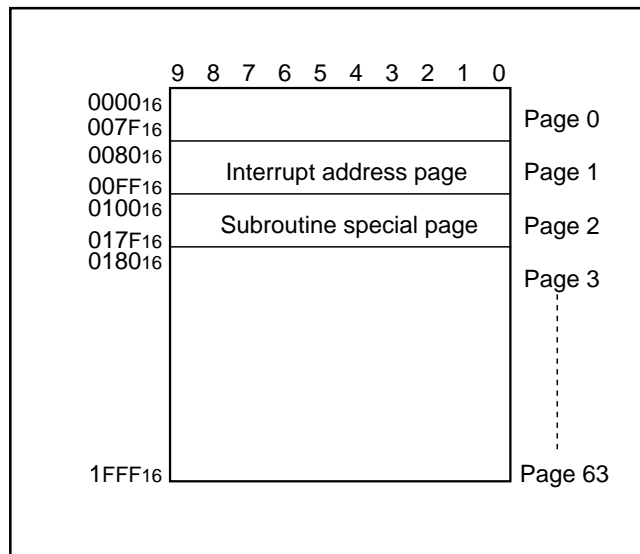 9 8 7 6 5 4 3 2 1 0
000016
007F16
Page 0
008016
00FF16
Interrupt address page
Page 1
010016
017F16
Subroutine special page
Page 2
018016
Page 3
1FFF16
Page 63